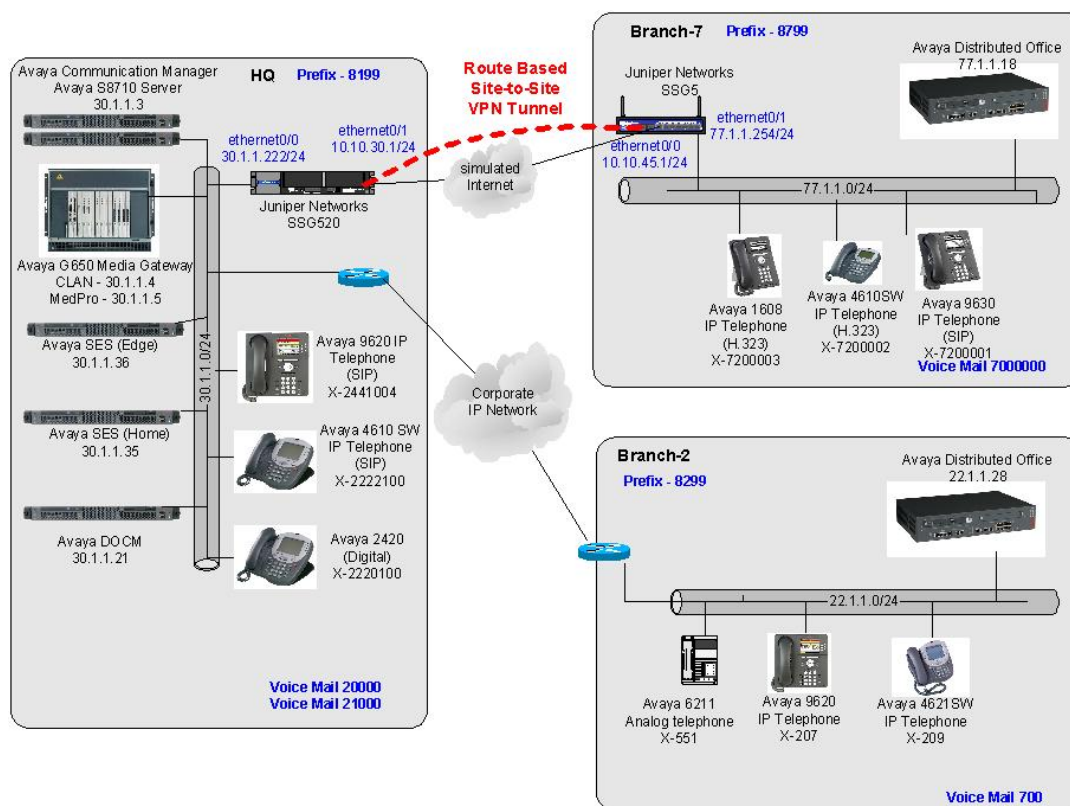 HQ Prefix - 8199
Avaya Communication Manager
Avaya S8710 Server
30.1.1.3
ethernet0/0
30.1.1.222/24
ethernet0/1
10.10.30.1/24
Juniper Networks
SSG520
Avaya G650 Media Gateway
CLAN - 30.1.1.4
MedPro - 30.1.1.5
Avaya SES (Edge)
30.1.1.36
30.1.1.0/24
Avaya 9620 IP
Telephone
(SIP)
X-2441004
Avaya SES (Home)
30.1.1.35
Avaya 4610 SW
IP Telephone
(SIP)
X-2222100
Avaya DOCM
30.1.1.21
Avaya 2420
(Digital)
X-2220100
Voice Mail 20000
Voice Mail 21000
Route Based
Site-to-Site
VPN Tunnel
simulated
Internet
Corporate
IP Network
Branch-7 Prefix - 8799
Juniper Networks
SSG5
Avaya Distributed Office
77.1.1.18
ethernet0/1
77.1.1.254/24
ethernet0/0
10.10.45.1/24
77.1.1.0/24
Avaya 1608
IP Telephone
(H.323)
X-7200003
Avaya 4610SW
IP Telephone
(H.323)
X-7200002
Avaya 9630
IP Telephone
(SIP)
X-7200001
Voice Mail 7000000
Branch-2
Prefix - 8299
Avaya Distributed Office
22.1.1.28
22.1.1.0/24
Avaya 6211
Analog telephone
X-551
Avaya 9620
IP Telephone
X-207
Avaya 4621SW
IP Telephone
X-209
Voice Mail 700